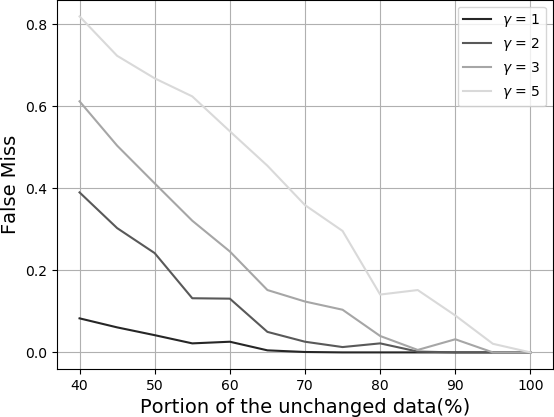 γ = 1
γ = 2
γ = 3
γ = 5
0.8
0.6
0.4
0.2
0.0
False Miss
40 50 60 70 80 90 100
Portion of the unchanged data(%)